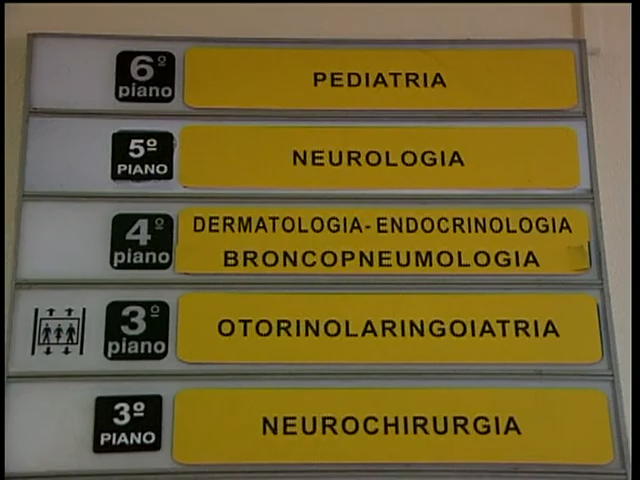 6º
piano
PEDIATRIA
5º
PIANO
NEUROLOGIA
4º
piano
DERMATOLOGIA-ENDOCRINOLOGIA
BRONCOPNEUMOLOGIA
3º
piano
OTORINOLARINGOIATRIA
3º
PIANO
NEUROCHIRURGIA